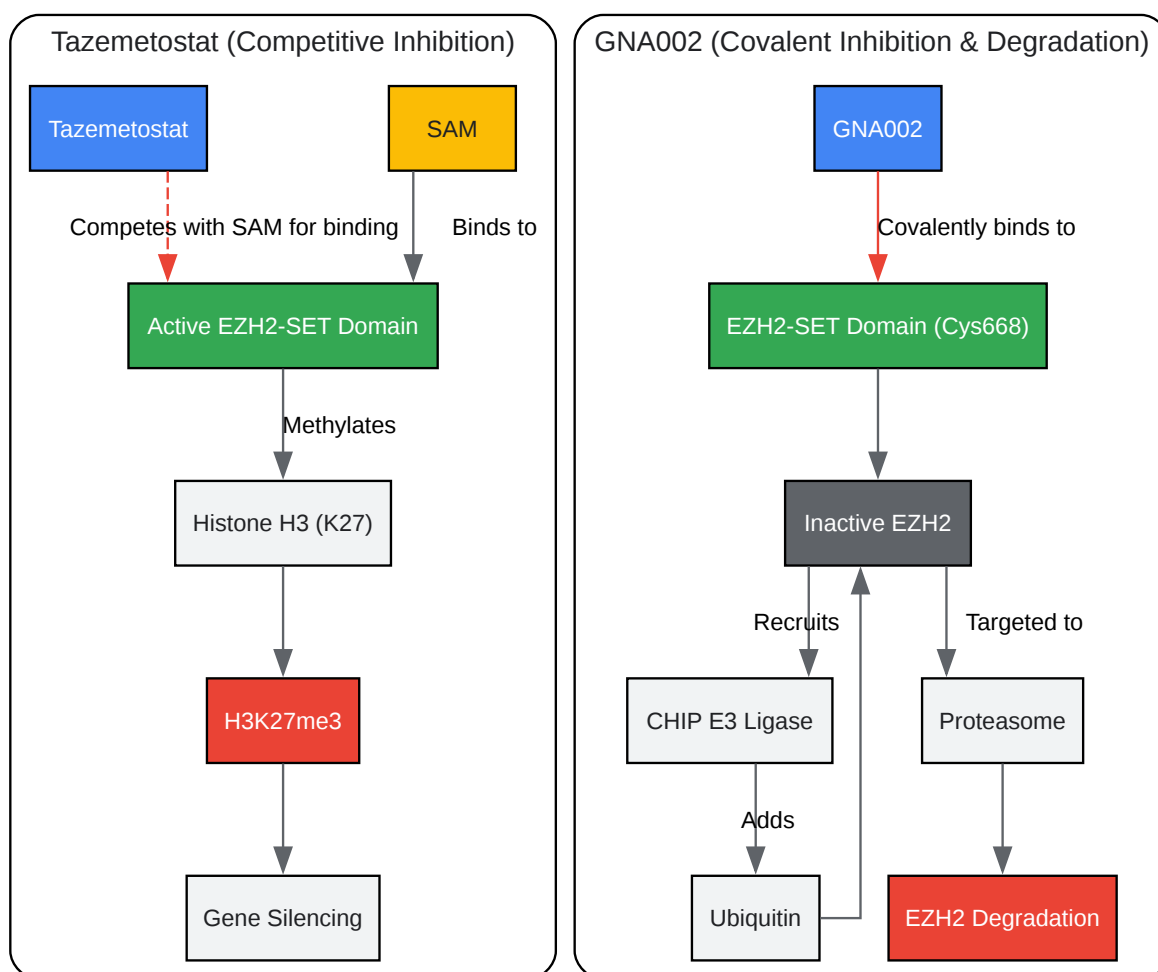 Tazemetostat (Competitive Inhibition)
Tazemetostat
SAM
Competes with SAM for binding
Binds to
Active EZH2-SET Domain
Methylates
Histone H3 (K27)
H3K27me3
Gene Silencing
GNA002 (Covalent Inhibition & Degradation)
GNA002
Covalently binds to
EZH2-SET Domain (Cys668)
Inactive EZH2
Recruits
Targeted to
CHIP E3 Ligase
Proteasome
Adds
Ubiquitin
EZH2 Degradation